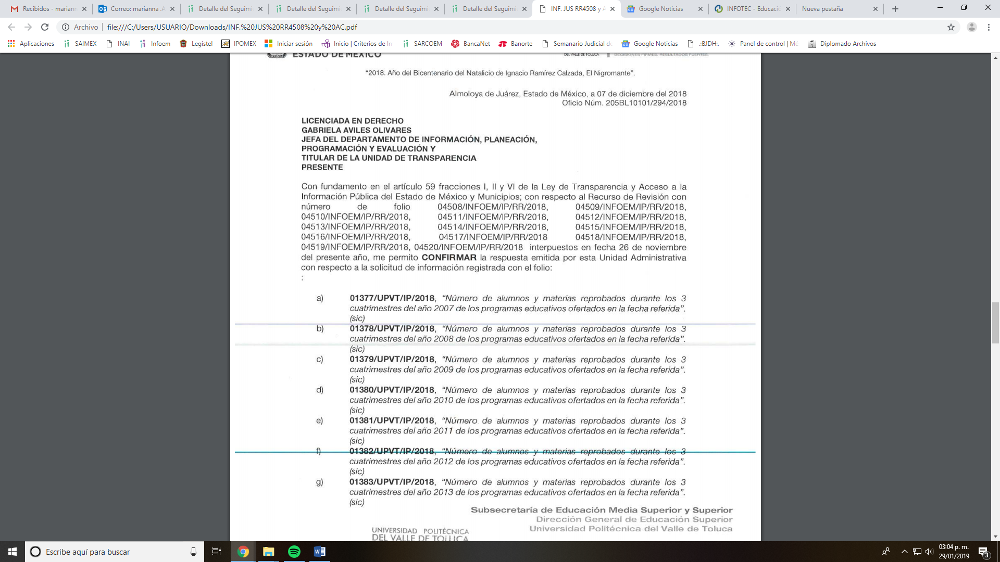 Recibidos - mariann
Correo: marianna .A
Detalle del Seguimi
Detalle del Seguimi
Detalle del Seguimi
Detalle del Seguimi
INF. JUS RR4508 y A
Google Noticias
INFOTEC - Educació
Nueva pestaña
Archivo
file:///C:/Users/USUARIO/Downloads/INF.%20JUS%20RR4508%20y%20AC.pdf
Aplicaciones
SAIMEX
INAI
Infoem
Legistel
IPOMEX
Iniciar sesión
Inicio | Criterios de In
SARCOEM
BancaNet
Banorte
Semanario Judicial de
Google Noticias
.:BJDH:.
Panel de control | Mé
Diplomado Archivos
ESTADO DE MÉXICO
DEL VALLE DE TOLUCA
DECISIONES FIRMES, RESULTADOS FUERTES.
“2018. Año del Bicentenario del Natalicio de Ignacio Ramírez Calzada, El Nigromante”.
Almoloya de Juárez, Estado de México, a 07 de diciembre del 2018
Oficio Núm. 205BL10101/294/2018
LICENCIADA EN DERECHO
GABRIELA AVILES OLIVARES
JEFA DEL DEPARTAMENTO DE INFORMACIÓN, PLANEACIÓN,
PROGRAMACIÓN Y EVALUACIÓN Y
TITULAR DE LA UNIDAD DE TRANSPARENCIA
PRESENTE
Con fundamento en el artículo 59 fracciones I, II y VI de la Ley de Transparencia y Acceso a la
Información Pública del Estado de México y Municipios; con respecto al Recurso de Revisión con
número de folio 04508/INFOEM/IP/RR/2018, 04509/INFOEM/IP/RR/2018,
04510/INFOEM/IP/RR/2018, 04511/INFOEM/IP/RR/2018, 04512/INFOEM/IP/RR/2018,
04513/INFOEM/IP/RR/2018, 04514/INFOEM/IP/RR/2018, 04515/INFOEM/IP/RR/2018,
04516/INFOEM/IP/RR/2018, 04517/INFOEM/IP/RR/2018 04518/INFOEM/IP/RR/2018,
04519/INFOEM/IP/RR/2018, 04520/INFOEM/IP/RR/2018 interpuestos en fecha 26 de noviembre
del presente año, me permito CONFIRMAR la respuesta emitida por esta Unidad Administrativa
con respecto a la solicitud de información registrada con el folio:
:
a) 01377/UPVT/IP/2018, “Número de alumnos y materias reprobados durante los 3
cuatrimestres del año 2007 de los programas educativos ofertados en la fecha referida”.
(sic)
b) 01378/UPVT/IP/2018, “Número de alumnos y materias reprobados durante los 3
cuatrimestres del año 2008 de los programas educativos ofertados en la fecha referida”.
(sic)
c) 01379/UPVT/IP/2018, “Número de alumnos y materias reprobados durante los 3
cuatrimestres del año 2009 de los programas educativos ofertados en la fecha referida”.
(sic)
d) 01380/UPVT/IP/2018, “Número de alumnos y materias reprobados durante los 3
cuatrimestres del año 2010 de los programas educativos ofertados en la fecha referida”.
(sic)
e) 01381/UPVT/IP/2018, “Número de alumnos y materias reprobados durante los 3
cuatrimestres del año 2011 de los programas educativos ofertados en la fecha referida”.
(sic)
f) 01382/UPVT/IP/2018, “Número de alumnos y materias reprobados durante los 3
cuatrimestres del año 2012 de los programas educativos ofertados en la fecha referida”.
(sic)
g) 01383/UPVT/IP/2018, “Número de alumnos y materias reprobados durante los 3
cuatrimestres del año 2013 de los programas educativos ofertados en la fecha referida”.
(sic)
Subsecretaría de Educación Media Superior y Superior
Dirección General de Educación Superior
Universidad Politécnica del Valle de Toluca
UNIVERSIDAD POLITÉCNICA
DEL VALLE DE TOLUCA
Escribe aquí para buscar
03:04 p. m.
29/01/2019
3